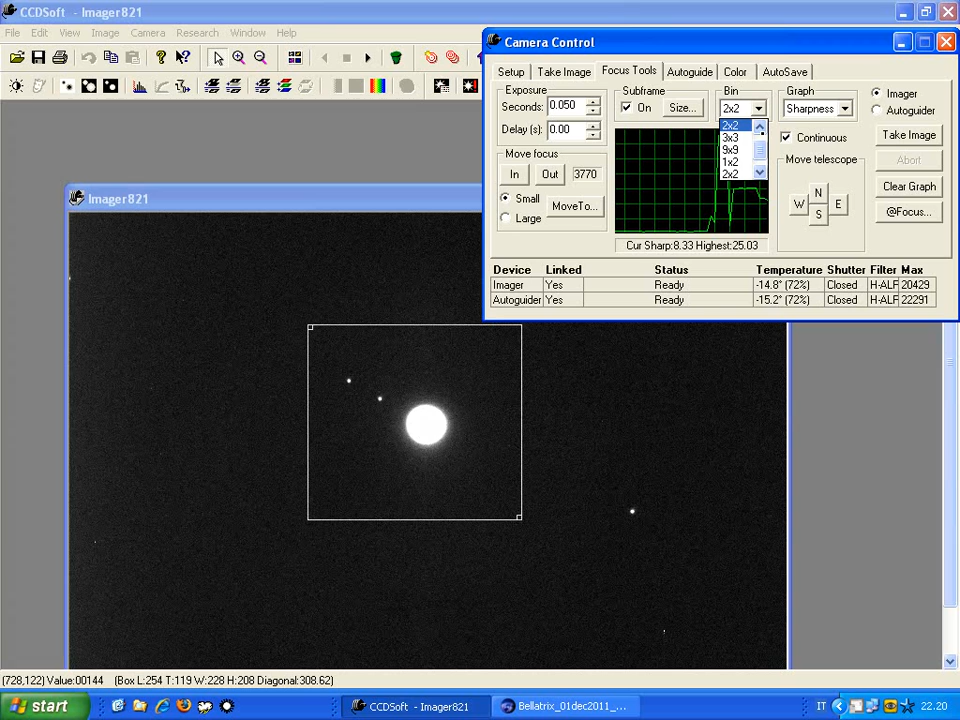 CCDSoft - Imager821
File Edit View Image Camera Research Window Help
Camera Control
Setup Take Image Focus Tools Autoguide Color AutoSave
Exposure
Seconds: 0.050
Delay (s): 0.00
Subframe
On Size...
Bin
2x2
2x2
3x3
9x9
1x2
2x2
Graph
Sharpness
Continuous
Imager
Autoguider
Take Image
Abort
Clear Graph
@Focus...
Move focus
In Out 3770
Small
Large
MoveTo...
Move telescope
N
W E
S
Cur Sharp:8.33 Highest:25.03
Device Linked Status Temperature Shutter Filter Max
Imager Yes Ready -14.8° (72%) Closed H-ALF 20429
Autoguider Yes Ready -15.2° (72%) Closed H-ALF 22291
Imager821
(728,122) Value:00144 (Box L:254 T:119 W:228 H:208 Diagonal:308.62)
start CCDSoft - Imager821 Bellatrix_01dec2011_... IT 22.20